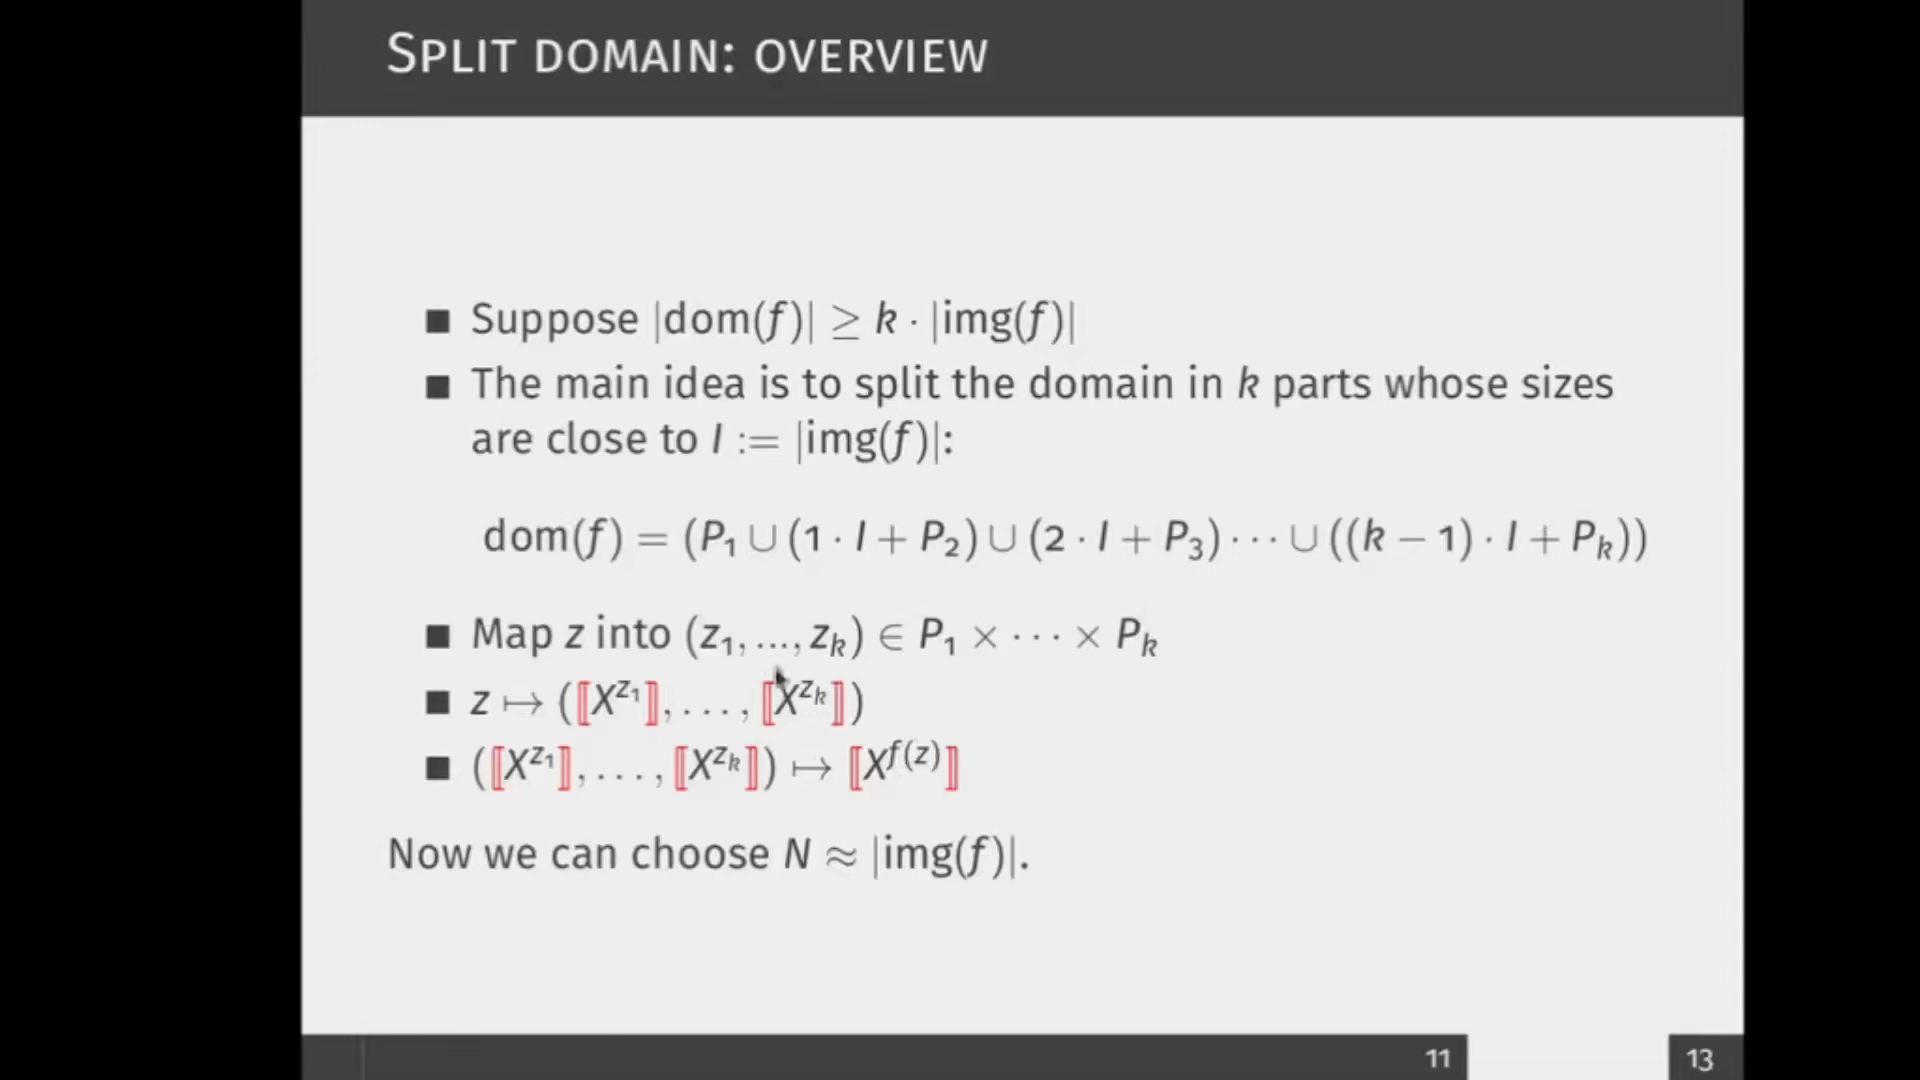 SPLIT DOMAIN: OVERVIEW
■ Suppose |dom(f)| ≥ k · |img(f)|
■ The main idea is to split the domain in k parts whose sizes
are close to I := |img(f)|:
dom(f) = (P₁ ∪ (1 · I + P₂) ∪ (2 · I + P₃) · · · ∪ ((k − 1) · I + Pₖ))
■ Map z into (z₁, ..., zₖ) ∈ P₁ × · · · × Pₖ
■ z ↦ (⟦X^{z₁}⟧, . . . , ⟦X^{zₖ}⟧)
■ (⟦X^{z₁}⟧, . . . , ⟦X^{zₖ}⟧) ↦ ⟦X^{f(z)}⟧
Now we can choose N ≈ |img(f)|.
11
13